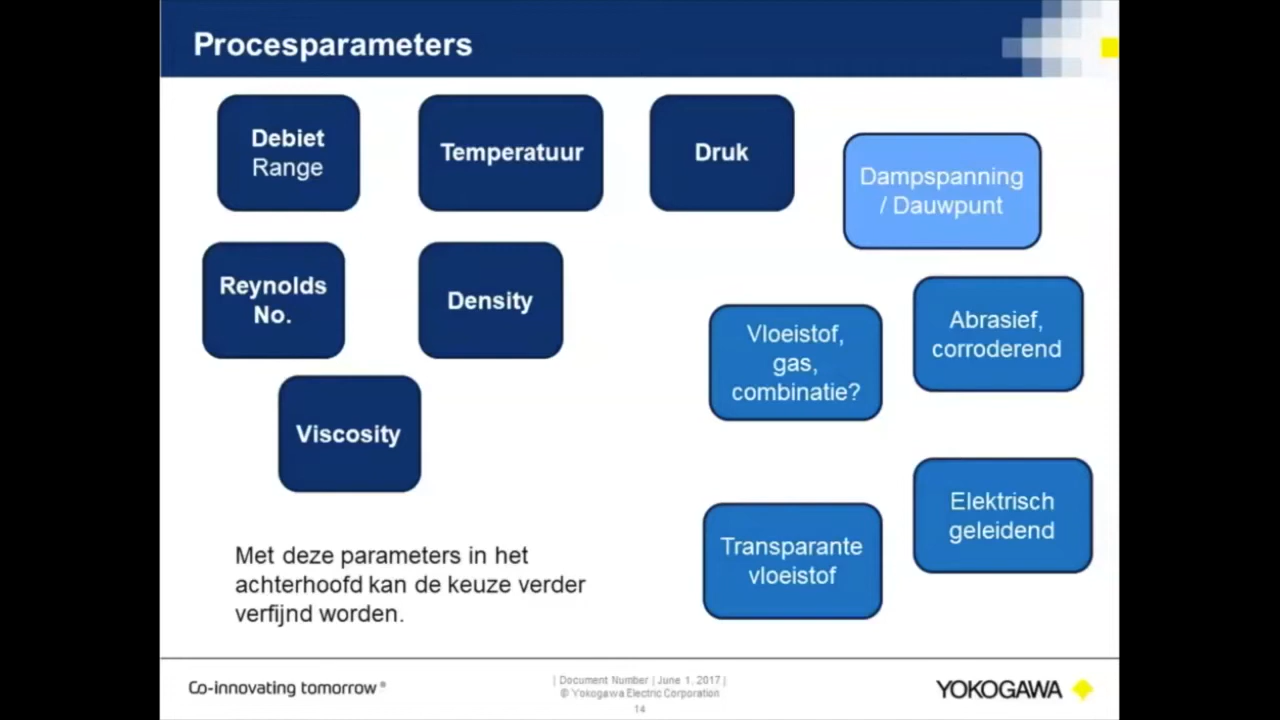 Procesparameters
Debiet
Range
Temperatuur
Druk
Dampspanning
/ Dauwpunt
Reynolds
No.
Density
Vloeistof,
gas,
combinatie?
Abrasief,
corroderend
Viscosity
Elektrisch
geleidend
Transparante
vloeistof
Met deze parameters in het
achterhoofd kan de keuze verder
verfijnd worden.
Co-innovating tomorrow®
| Document Number | June 1, 2017 |
© Yokogawa Electric Corporation
14
YOKOGAWA